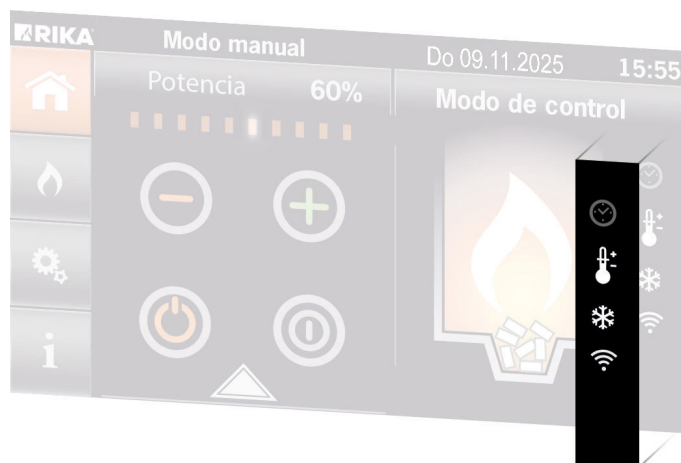 RIKA
Modo manual
Do 09.11.2025
15:55
Potencia
60%
Modo de control